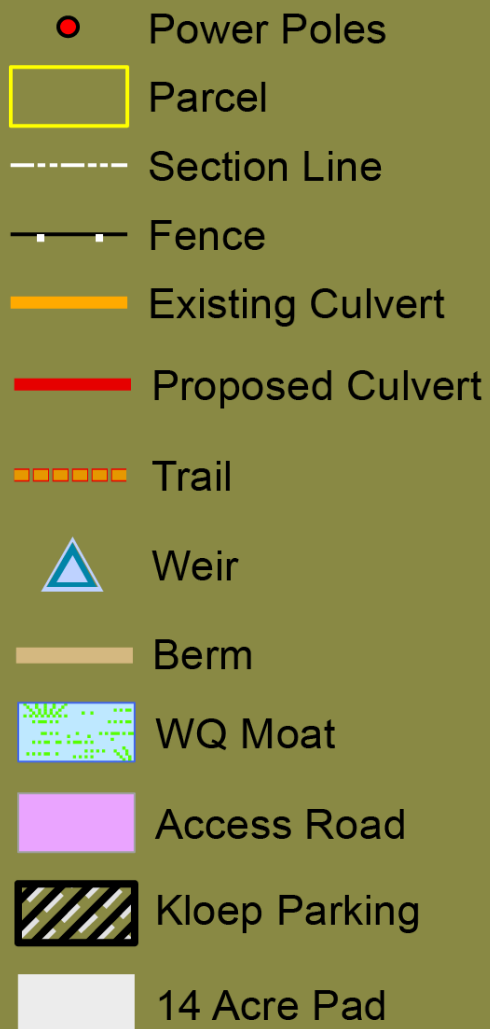 Power Poles
Parcel
Section Line
Fence
Existing Culvert
Proposed Culvert
Trail
Weir
Berm
WQ Moat
Access Road
Kloep Parking
14 Acre Pad